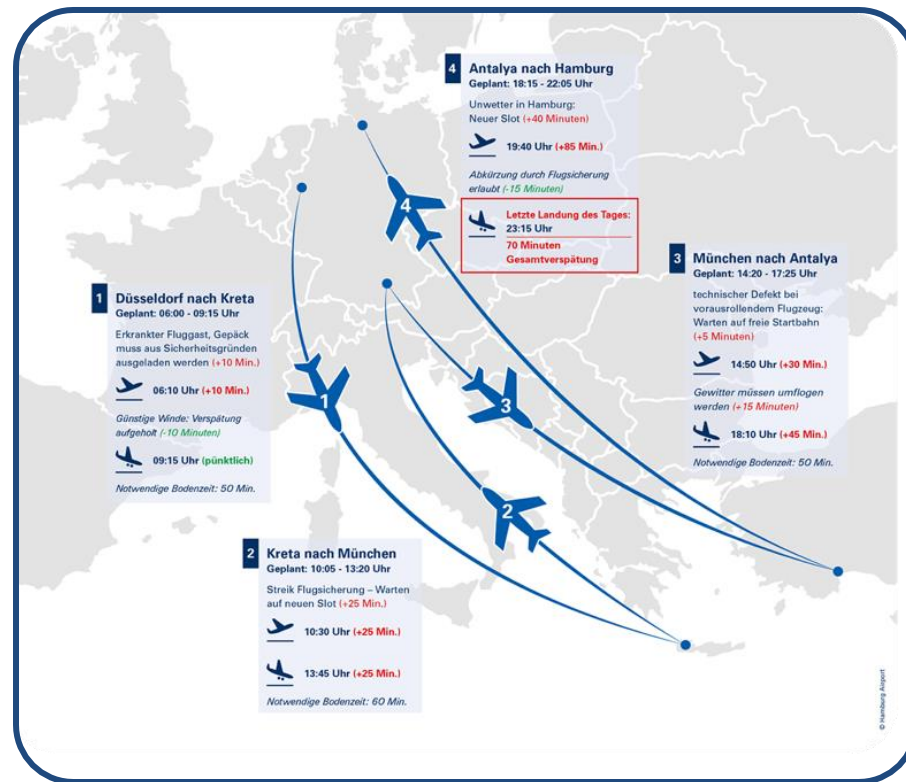 1 Düsseldorf nach Kreta
Geplant: 06:00 - 09:15 Uhr
Erkrankter Fluggast, Gepäck
muss aus Sicherheitsgründen
ausgeladen werden (+10 Min.)
06:10 Uhr (+10 Min.)
Günstige Winde: Verspätung
aufgeholt (-10 Minuten)
09:15 Uhr (pünktlich)
Notwendige Bodenzeit: 50 Min.
2 Kreta nach München
Geplant: 10:05 - 13:20 Uhr
Streik Flugsicherung – Warten
auf neuen Slot (+25 Min.)
10:30 Uhr (+25 Min.)
13:45 Uhr (+25 Min.)
Notwendige Bodenzeit: 60 Min.
3 München nach Antalya
Geplant: 14:20 - 17:25 Uhr
technischer Defekt bei
vorausrollendem Flugzeug:
Warten auf freie Startbahn
(+5 Minuten)
14:50 Uhr (+30 Min.)
Gewitter müssen umflogen
werden (+15 Minuten)
18:10 Uhr (+45 Min.)
Notwendige Bodenzeit: 50 Min.
4 Antalya nach Hamburg
Geplant: 18:15 - 22:05 Uhr
Unwetter in Hamburg:
Neuer Slot (+40 Minuten)
19:40 Uhr (+85 Min.)
Abkürzung durch Flugsicherung
erlaubt (-15 Minuten)
Letzte Landung des Tages:
23:15 Uhr
70 Minuten
Gesamtverspätung
1
2
3
4
© Hamburg Airport